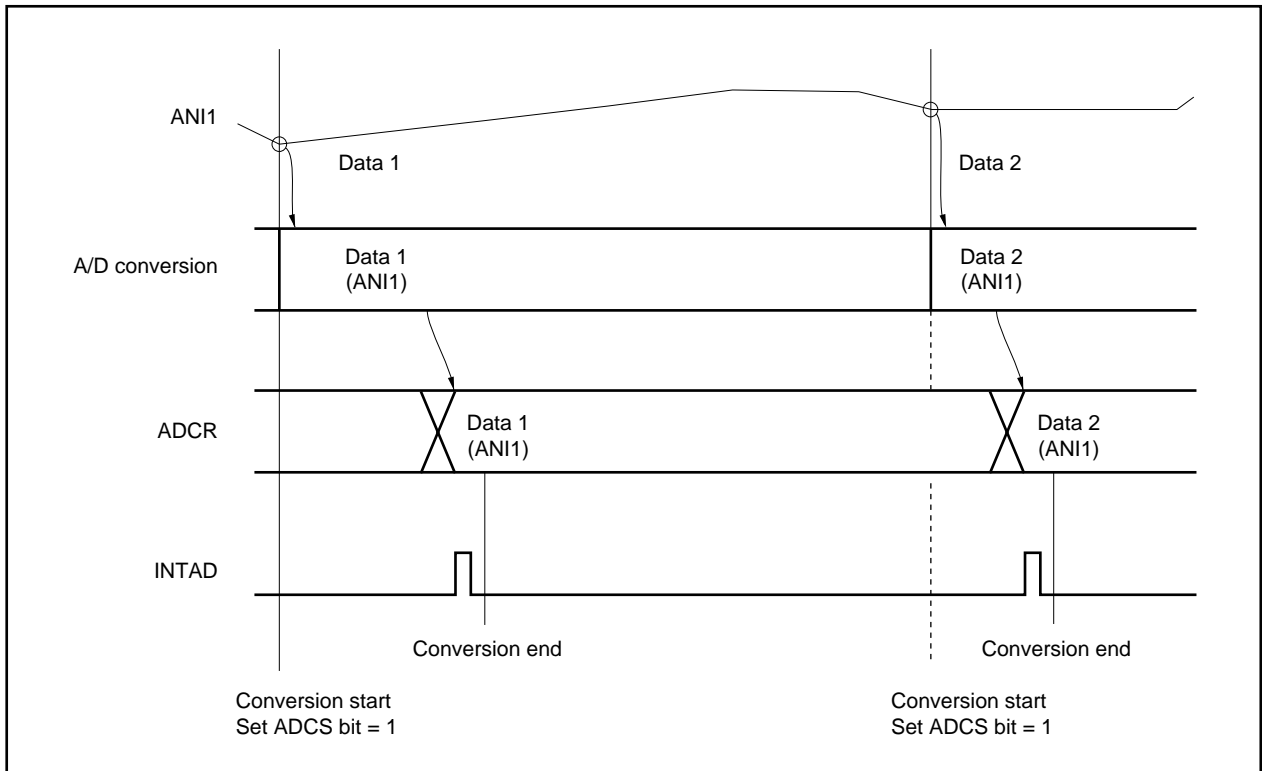 ANI1
Data 1
Data 2
A/D conversion
Data 1
(ANI1)
Data 2
(ANI1)
ADCR
Data 1
(ANI1)
Data 2
(ANI1)
INTAD
Conversion end
Conversion end
Conversion start
Set ADCS bit = 1
Conversion start
Set ADCS bit = 1